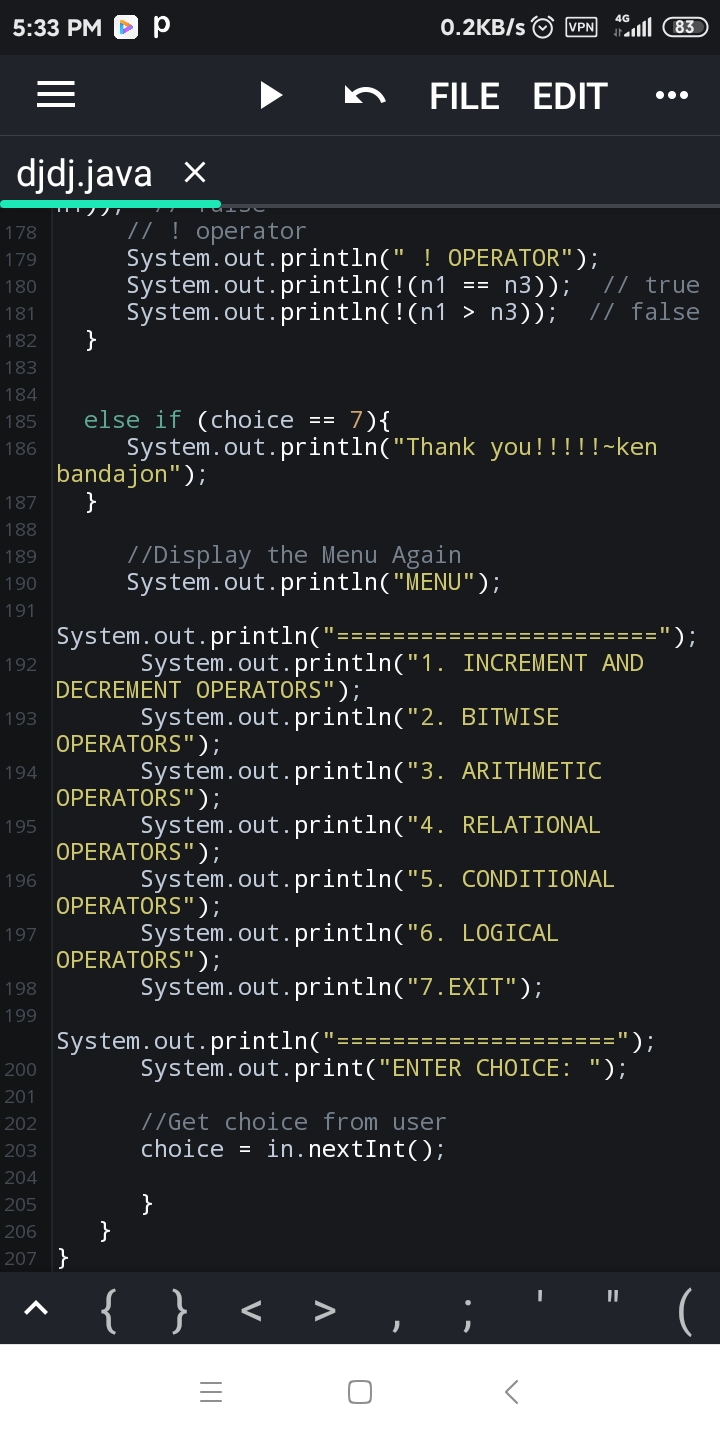 5:33 PM p 0.2KB/s VPN 4G 83
FILE EDIT
djdj.java
178 // ! operator
179 System.out.println(" ! OPERATOR");
180 System.out.println(!(n1 == n3)); // true
181 System.out.println(!(n1 > n3)); // false
182 }
183
184
185 else if (choice == 7){
186 System.out.println("Thank you!!!!!~ken
bandajon");
187 }
188
189 //Display the Menu Again
190 System.out.println("MENU");
191
System.out.println("=======================");
192 System.out.println("1. INCREMENT AND
DECREMENT OPERATORS");
193 System.out.println("2. BITWISE
OPERATORS");
194 System.out.println("3. ARITHMETIC
OPERATORS");
195 System.out.println("4. RELATIONAL
OPERATORS");
196 System.out.println("5. CONDITIONAL
OPERATORS");
197 System.out.println("6. LOGICAL
OPERATORS");
198 System.out.println("7.EXIT");
199
System.out.println("====================");
200 System.out.print("ENTER CHOICE: ");
201
202 //Get choice from user
203 choice = in.nextInt();
204
205 }
206 }
207 }
{ } < > , ; ' " (